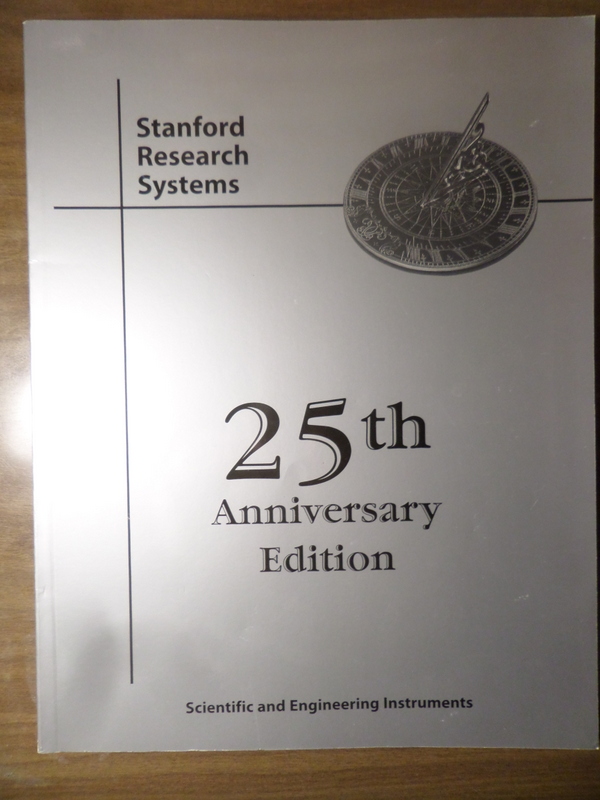 Stanford
Research
Systems
25th
Anniversary
Edition
Scientific and Engineering Instruments